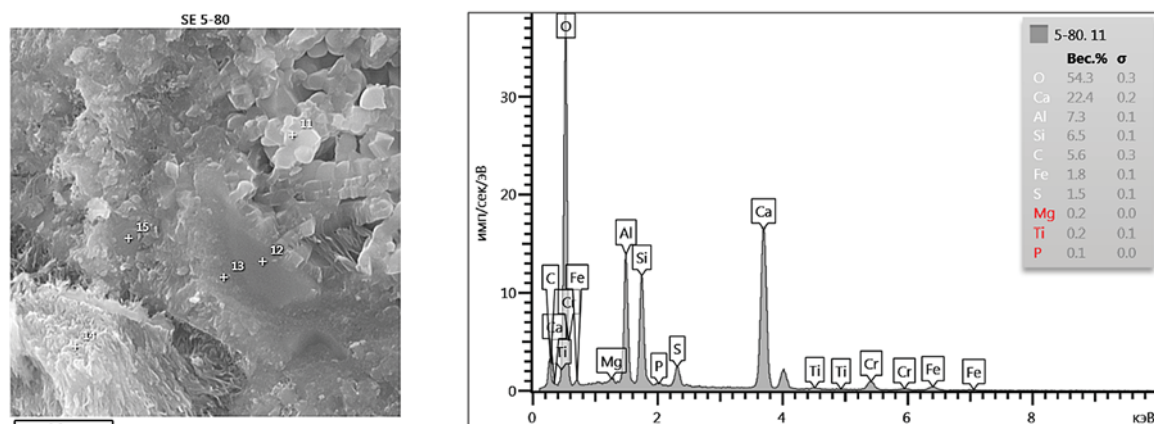 SE 5-80
11
15
12
13
14
имп/сек/эВ
30
20
10
0
0
2
4
6
8
кэВ
O
C
Fe
Cr
Ca
Ti
Al
Si
Mg
P
S
Ca
Ti
Ti
Cr
Cr
Fe
Fe
5-80. 11
Вес.% σ
O 54.3 0.3
Ca 22.4 0.2
Al 7.3 0.1
Si 6.5 0.1
C 5.6 0.3
Fe 1.8 0.1
S 1.5 0.1
Mg 0.2 0.0
Ti 0.2 0.1
P 0.1 0.0